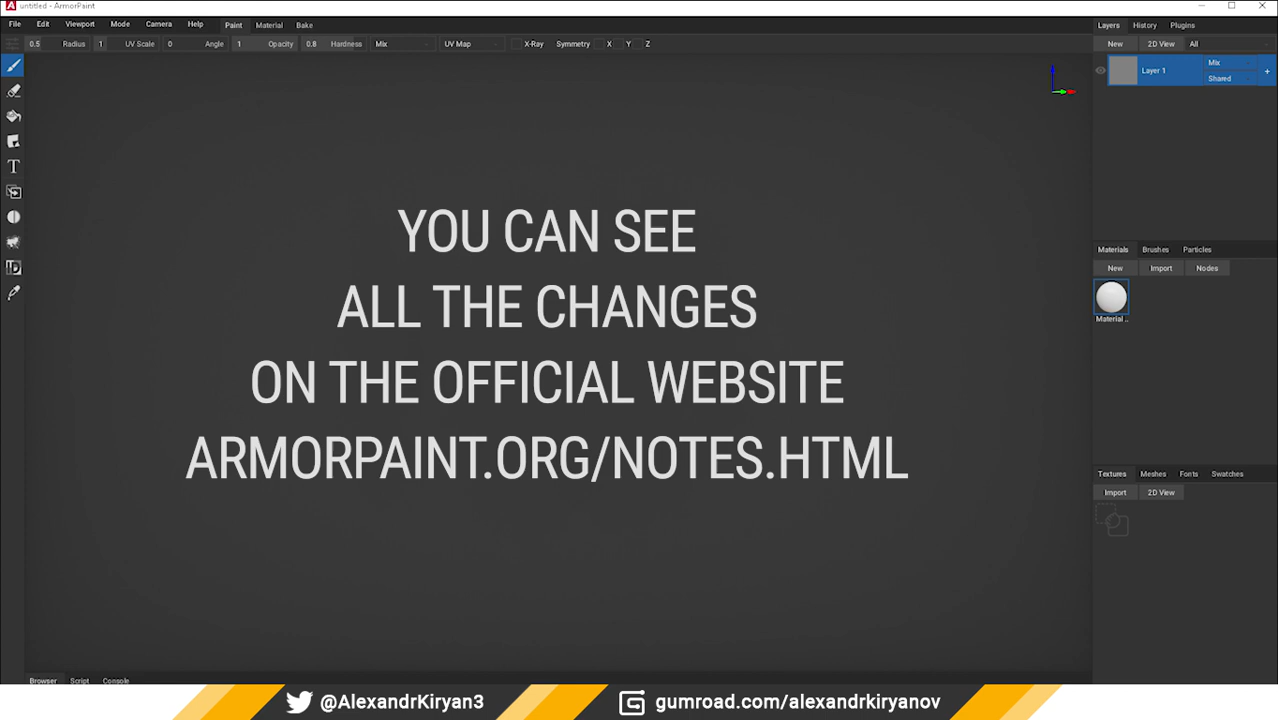 untitled - ArmorPaint
File Edit Viewport Mode Camera Help Paint Material Bake
0.5 Radius 1 UV Scale 0 Angle 1 Opacity 0.8 Hardness Mix UV Map X-Ray Symmetry X Y Z
Layers History Plugins
New 2D View All
Layer 1
Mix
Shared
+
T
ID
YOU CAN SEE
ALL THE CHANGES
ON THE OFFICIAL WEBSITE
ARMORPAINT.ORG/NOTES.HTML
Materials Brushes Particles
New Import Nodes
Material ..
Textures Meshes Fonts Swatches
Import 2D View
Browser Script Console
@AlexandrKiryan3
gumroad.com/alexandrkiryanov